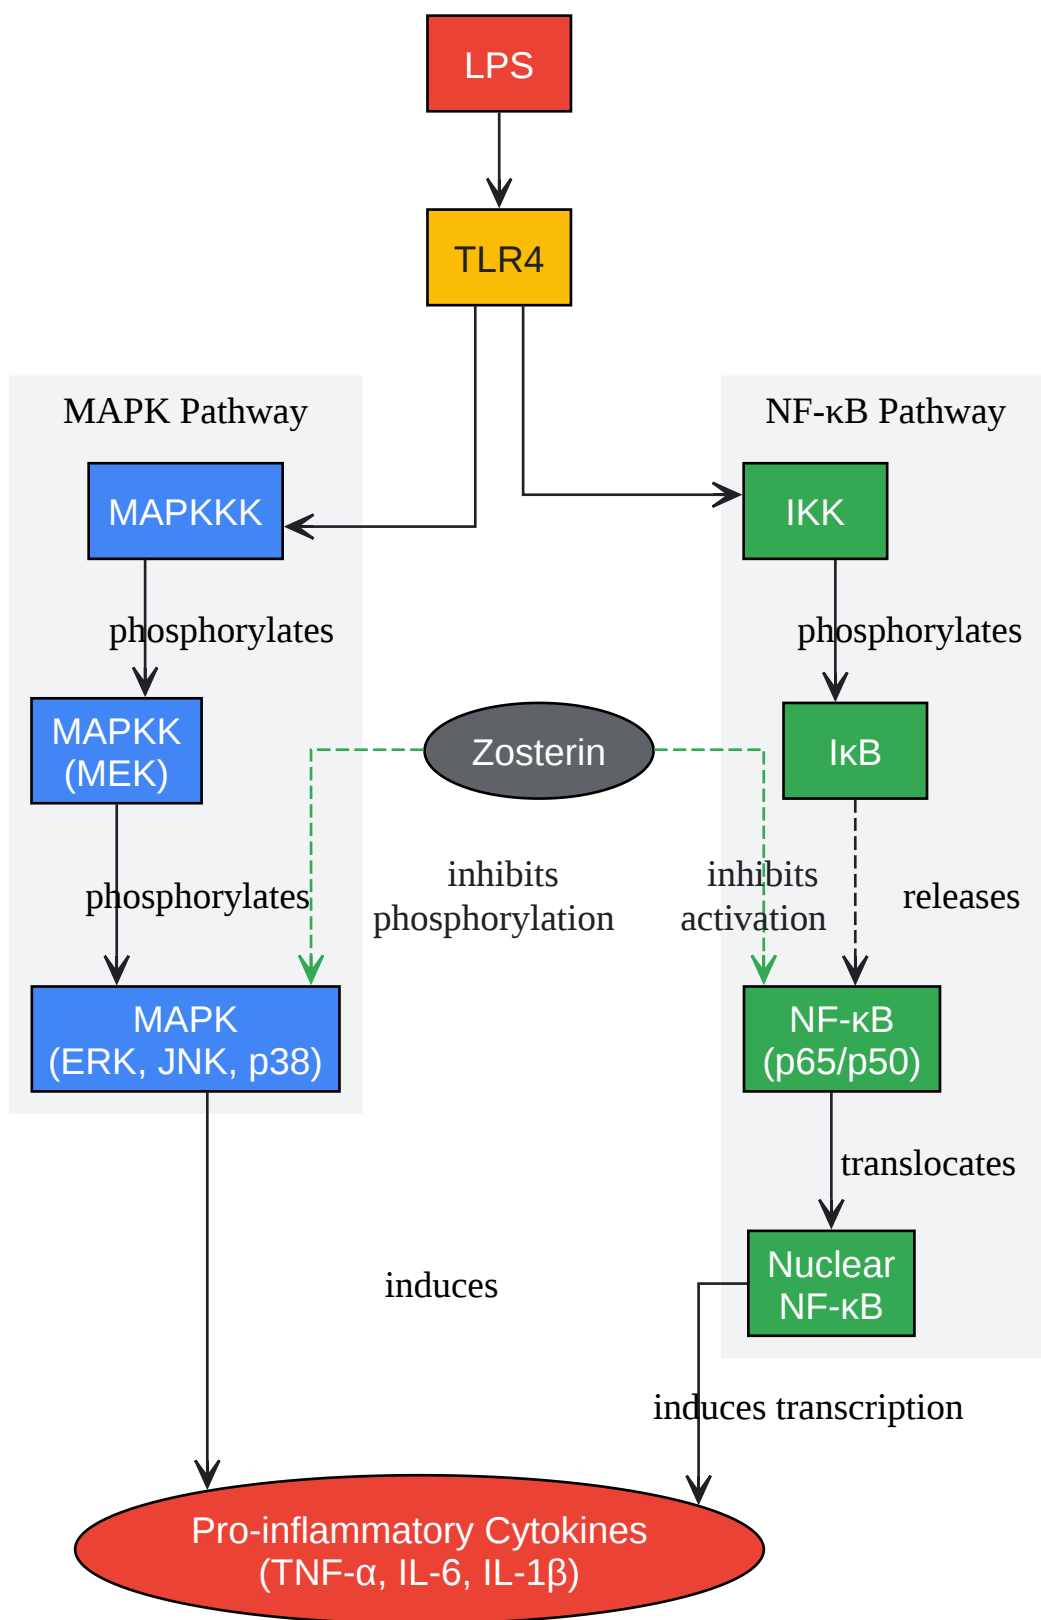 LPS
TLR4
MAPK Pathway
NF-κB Pathway
MAPKKK
IKK
phosphorylates
phosphorylates
MAPKK
(MEK)
Zosterin
IκB
phosphorylates
inhibits
phosphorylation
inhibits
activation
releases
MAPK
(ERK, JNK, p38)
NF-κB
(p65/p50)
translocates
Nuclear
NF-κB
induces
induces transcription
Pro-inflammatory Cytokines
(TNF-α, IL-6, IL-1β)